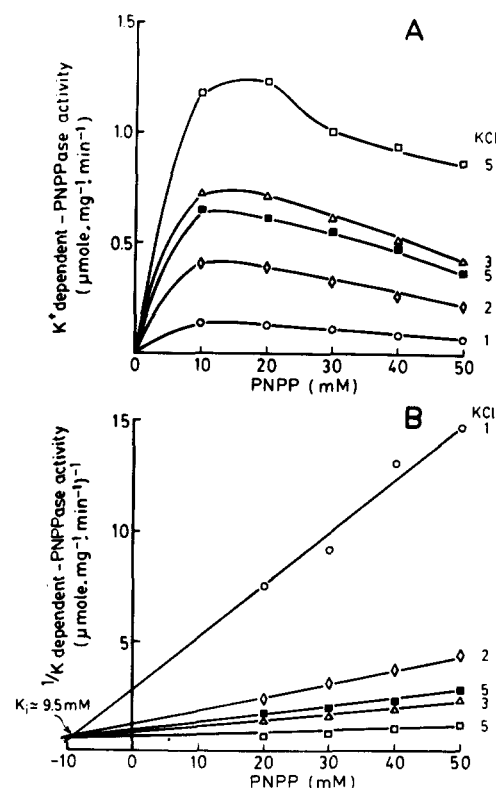 A
K+ dependent - PNPPase activity
( μmole. mg-1 min-1 )
1.5
1.0
0.5
0
10
20
30
40
50
PNPP (mM)
KCl
5
3
5
2
1
B
1/K dependent - PNPPase activity
( μmole. mg-1 min-1)-1
15
10
5
Ki ≈ 9.5mM
-10
0
10
20
30
40
50
PNPP (mM)
KCl
1
2
5
3
5